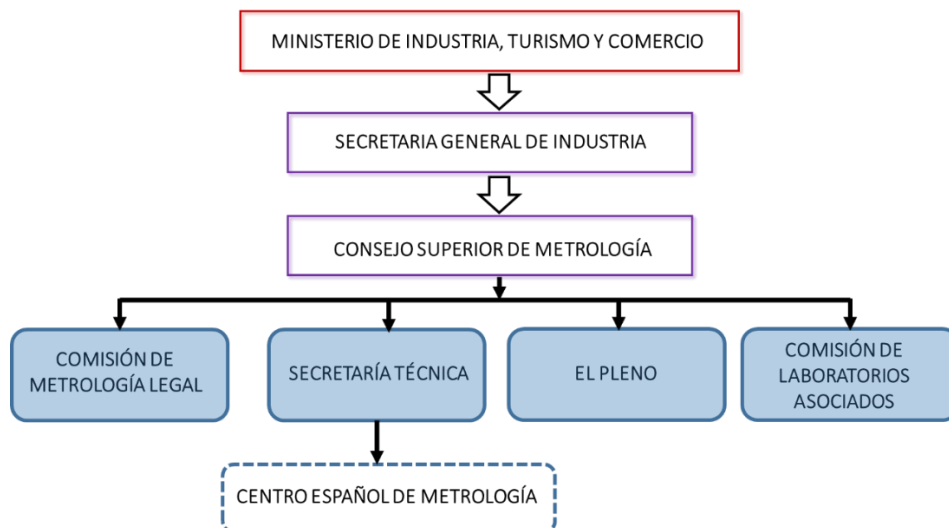 MINISTERIO DE INDUSTRIA, TURISMO Y COMERCIO
SECRETARIA GENERAL DE INDUSTRIA
CONSEJO SUPERIOR DE METROLOGÍA
COMISIÓN DE
METROLOGÍA LEGAL
SECRETARÍA TÉCNICA
EL PLENO
COMISIÓN DE
LABORATORIOS
ASOCIADOS
CENTRO ESPAÑOL DE METROLOGÍA